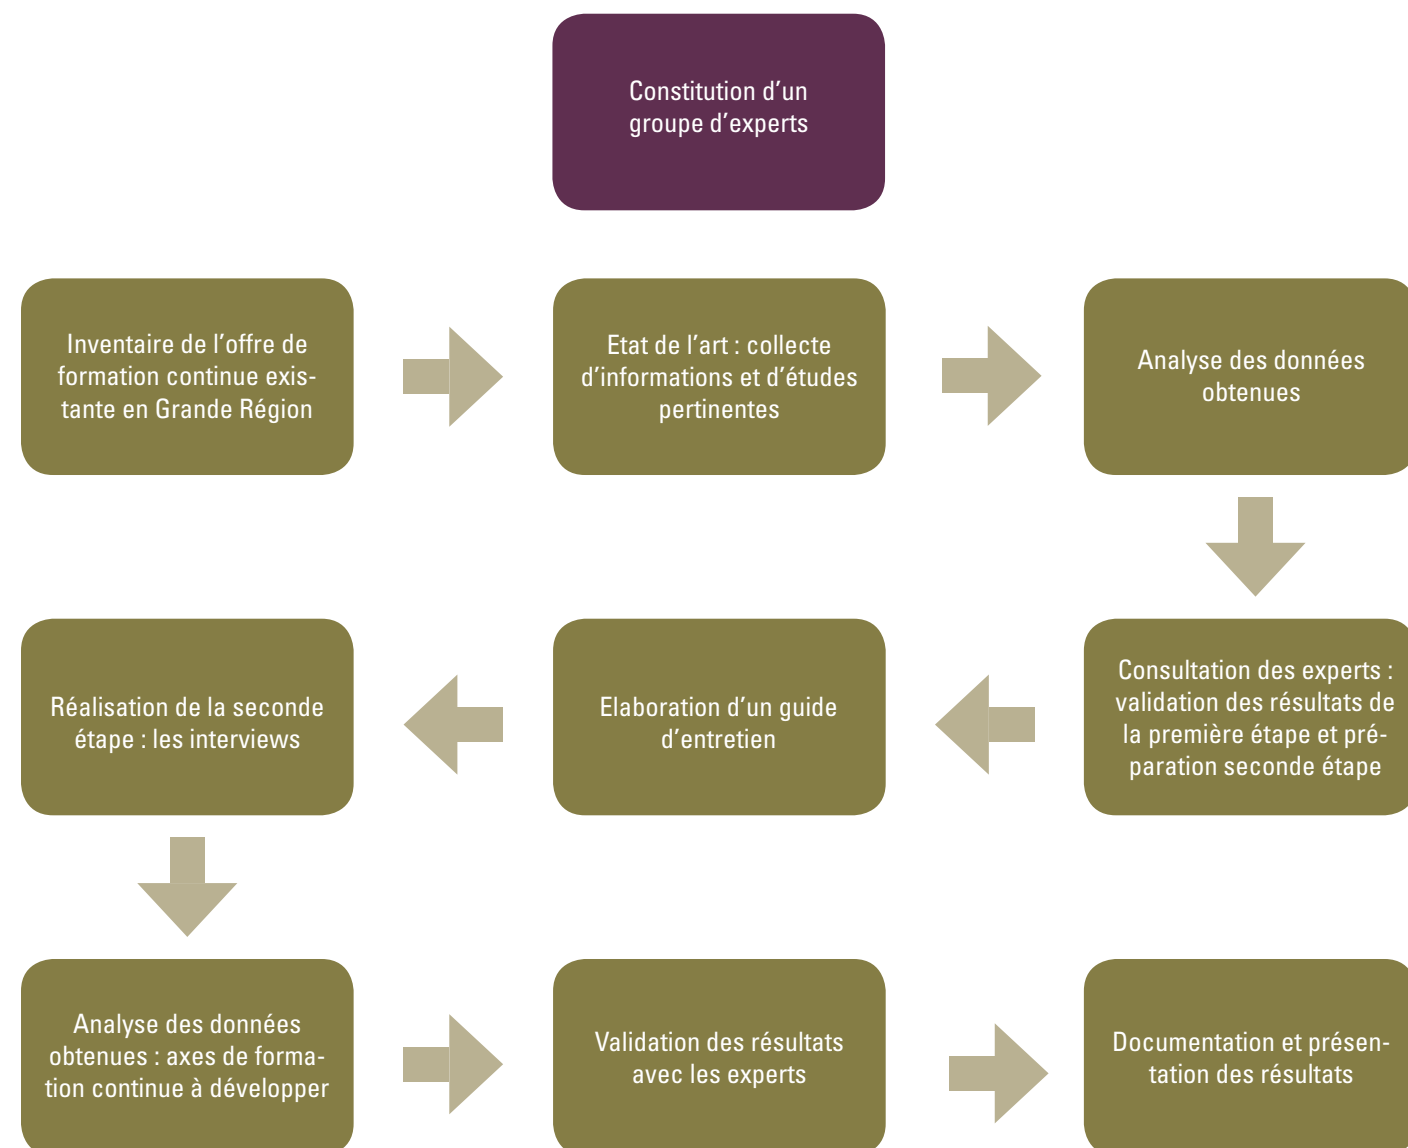 Constitution d’un
groupe d’experts
Inventaire de l’offre de
formation continue exis-
tante en Grande Région
Etat de l’art : collecte
d’informations et d’études
pertinentes
Analyse des données
obtenues
Consultation des experts :
validation des résultats de
la première étape et pré-
paration seconde étape
Elaboration d’un guide
d’entretien
Réalisation de la seconde
étape : les interviews
Analyse des données
obtenues : axes de forma-
tion continue à développer
Validation des résultats
avec les experts
Documentation et présen-
tation des résultats